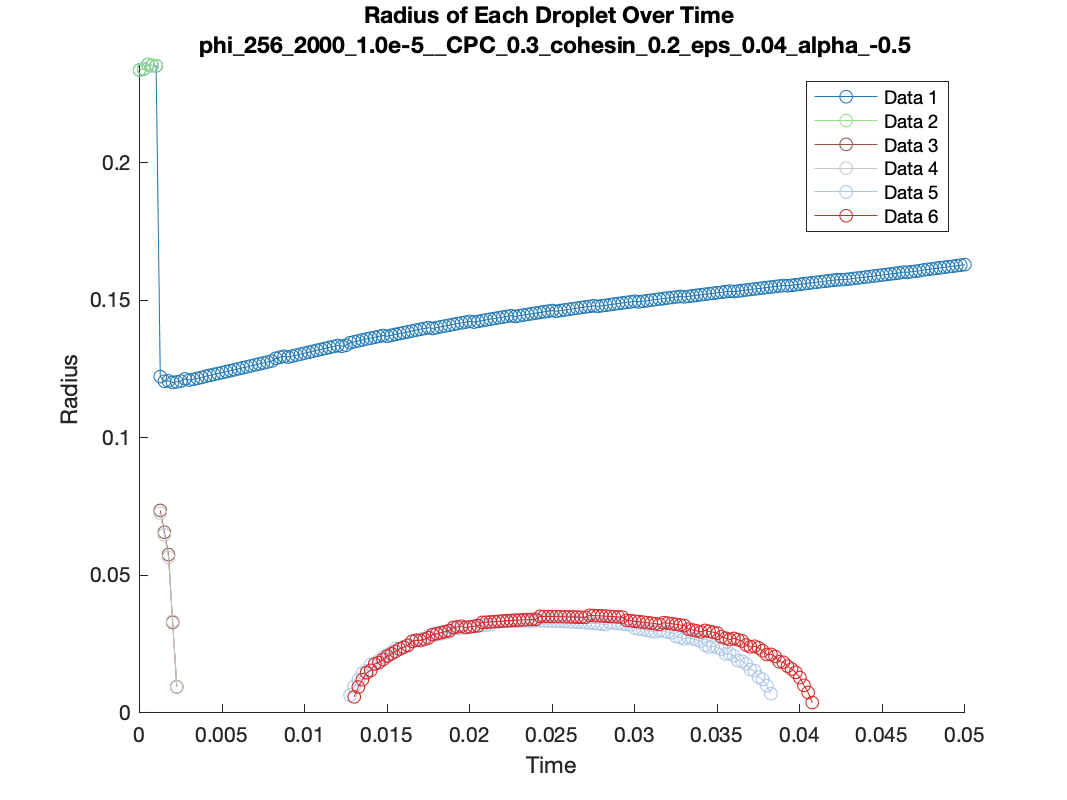 Radius of Each Droplet Over Time
phi_256_2000_1.0e-5__CPC_0.3_cohesin_0.2_eps_0.04_alpha_-0.5
Data 1
Data 2
Data 3
Data 4
Data 5
Data 6
Radius
0.2
0.15
0.1
0.05
0
0 0.005 0.01 0.015 0.02 0.025 0.03 0.035 0.04 0.045 0.05
Time